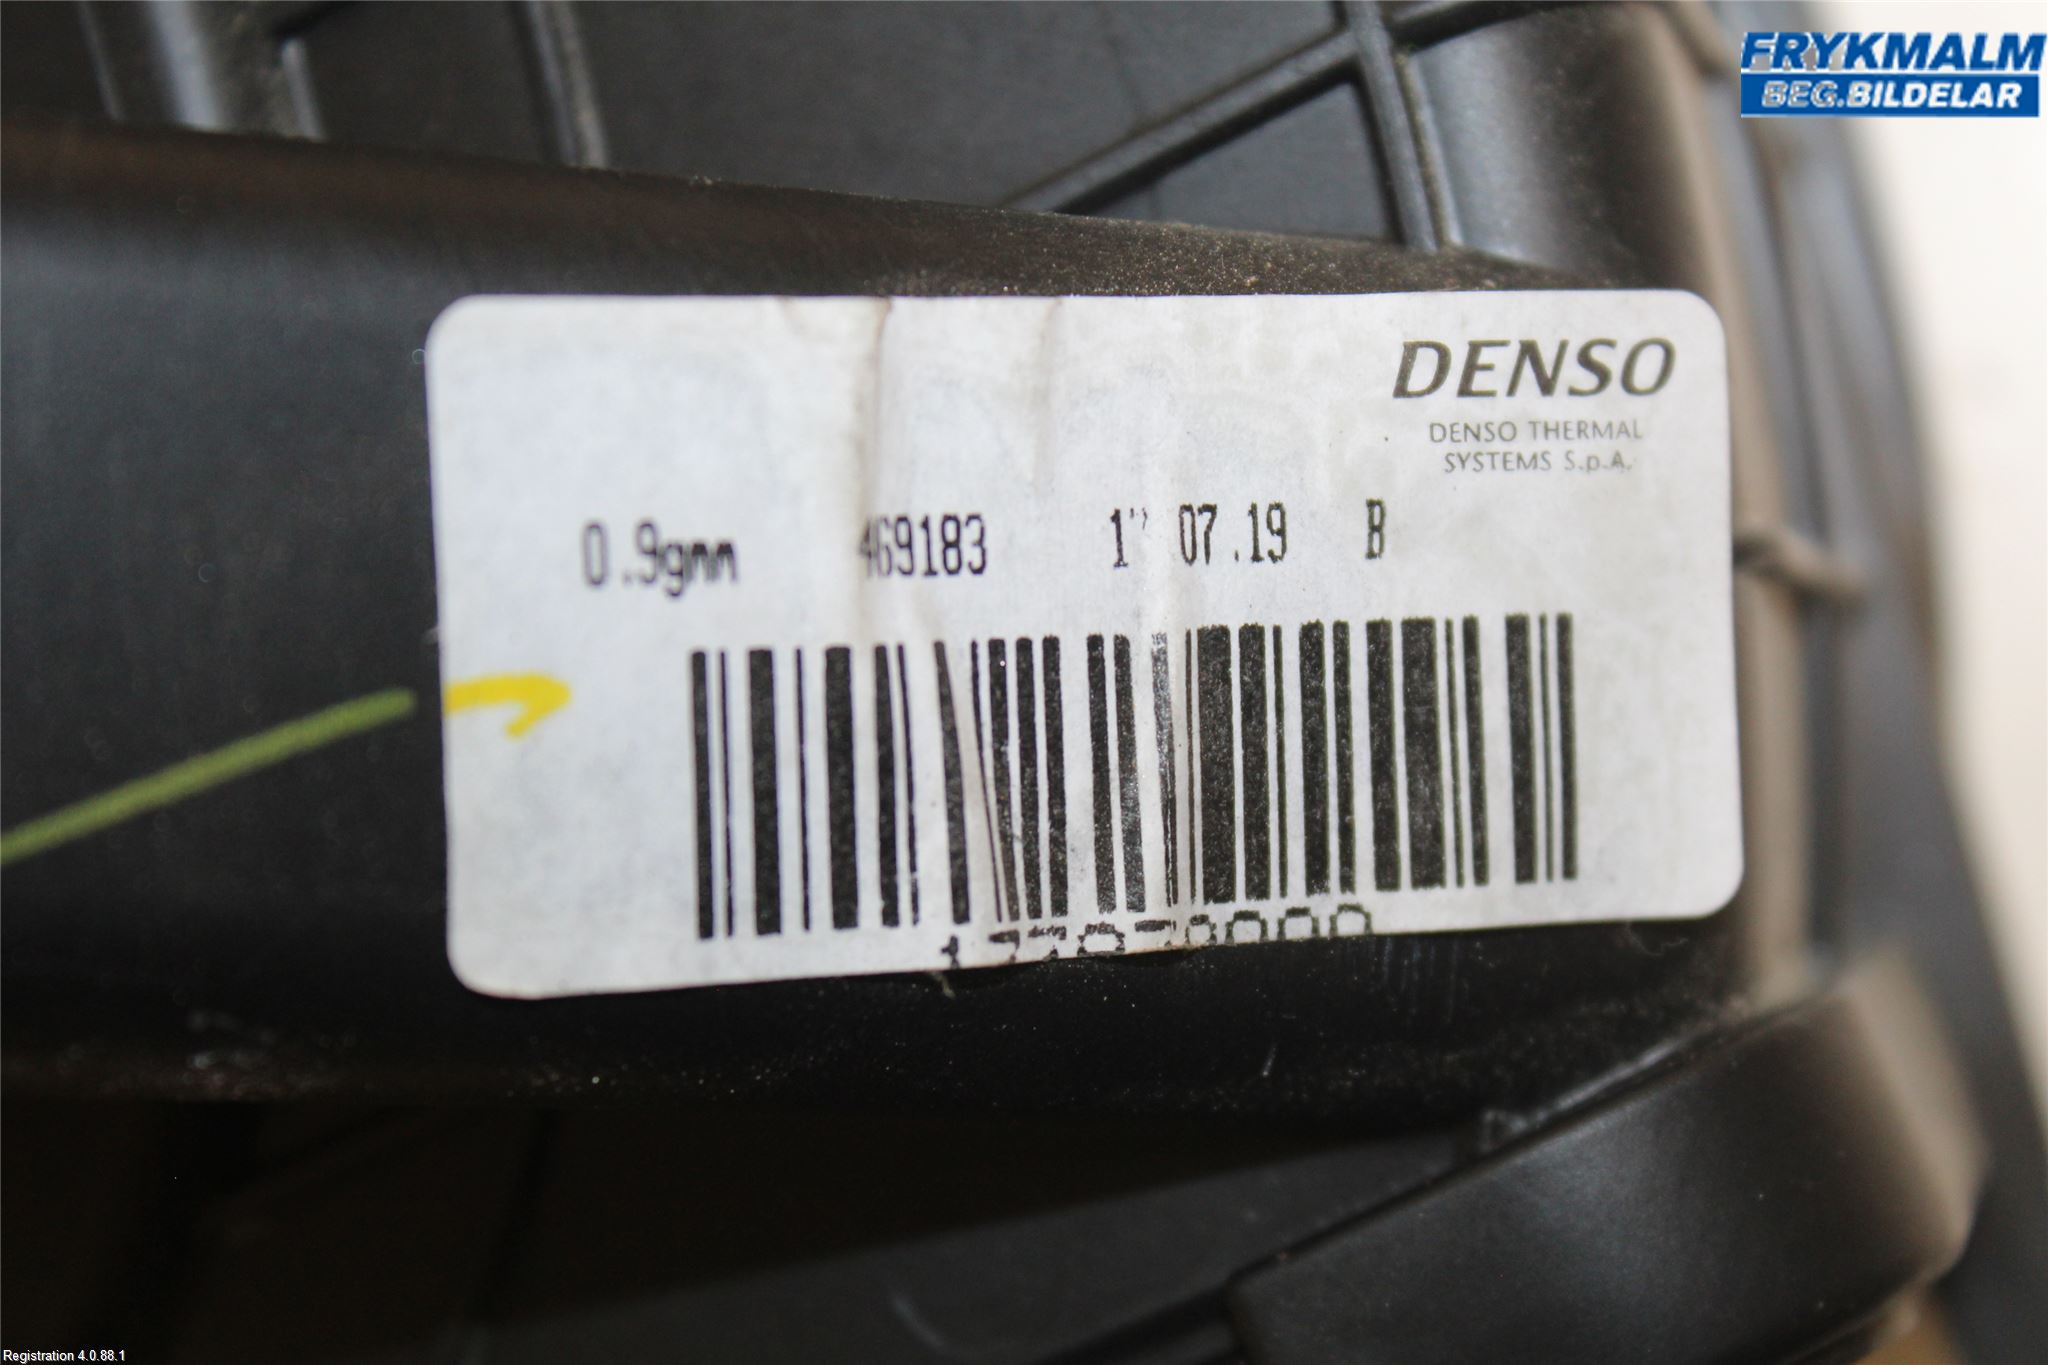 FRYKMALM
BEG.BILDELAR
DENSO
DENSO THERMAL
SYSTEMS S.p.A.
0.9gmm 469183 07.19 B
Registration 4.0.88.1